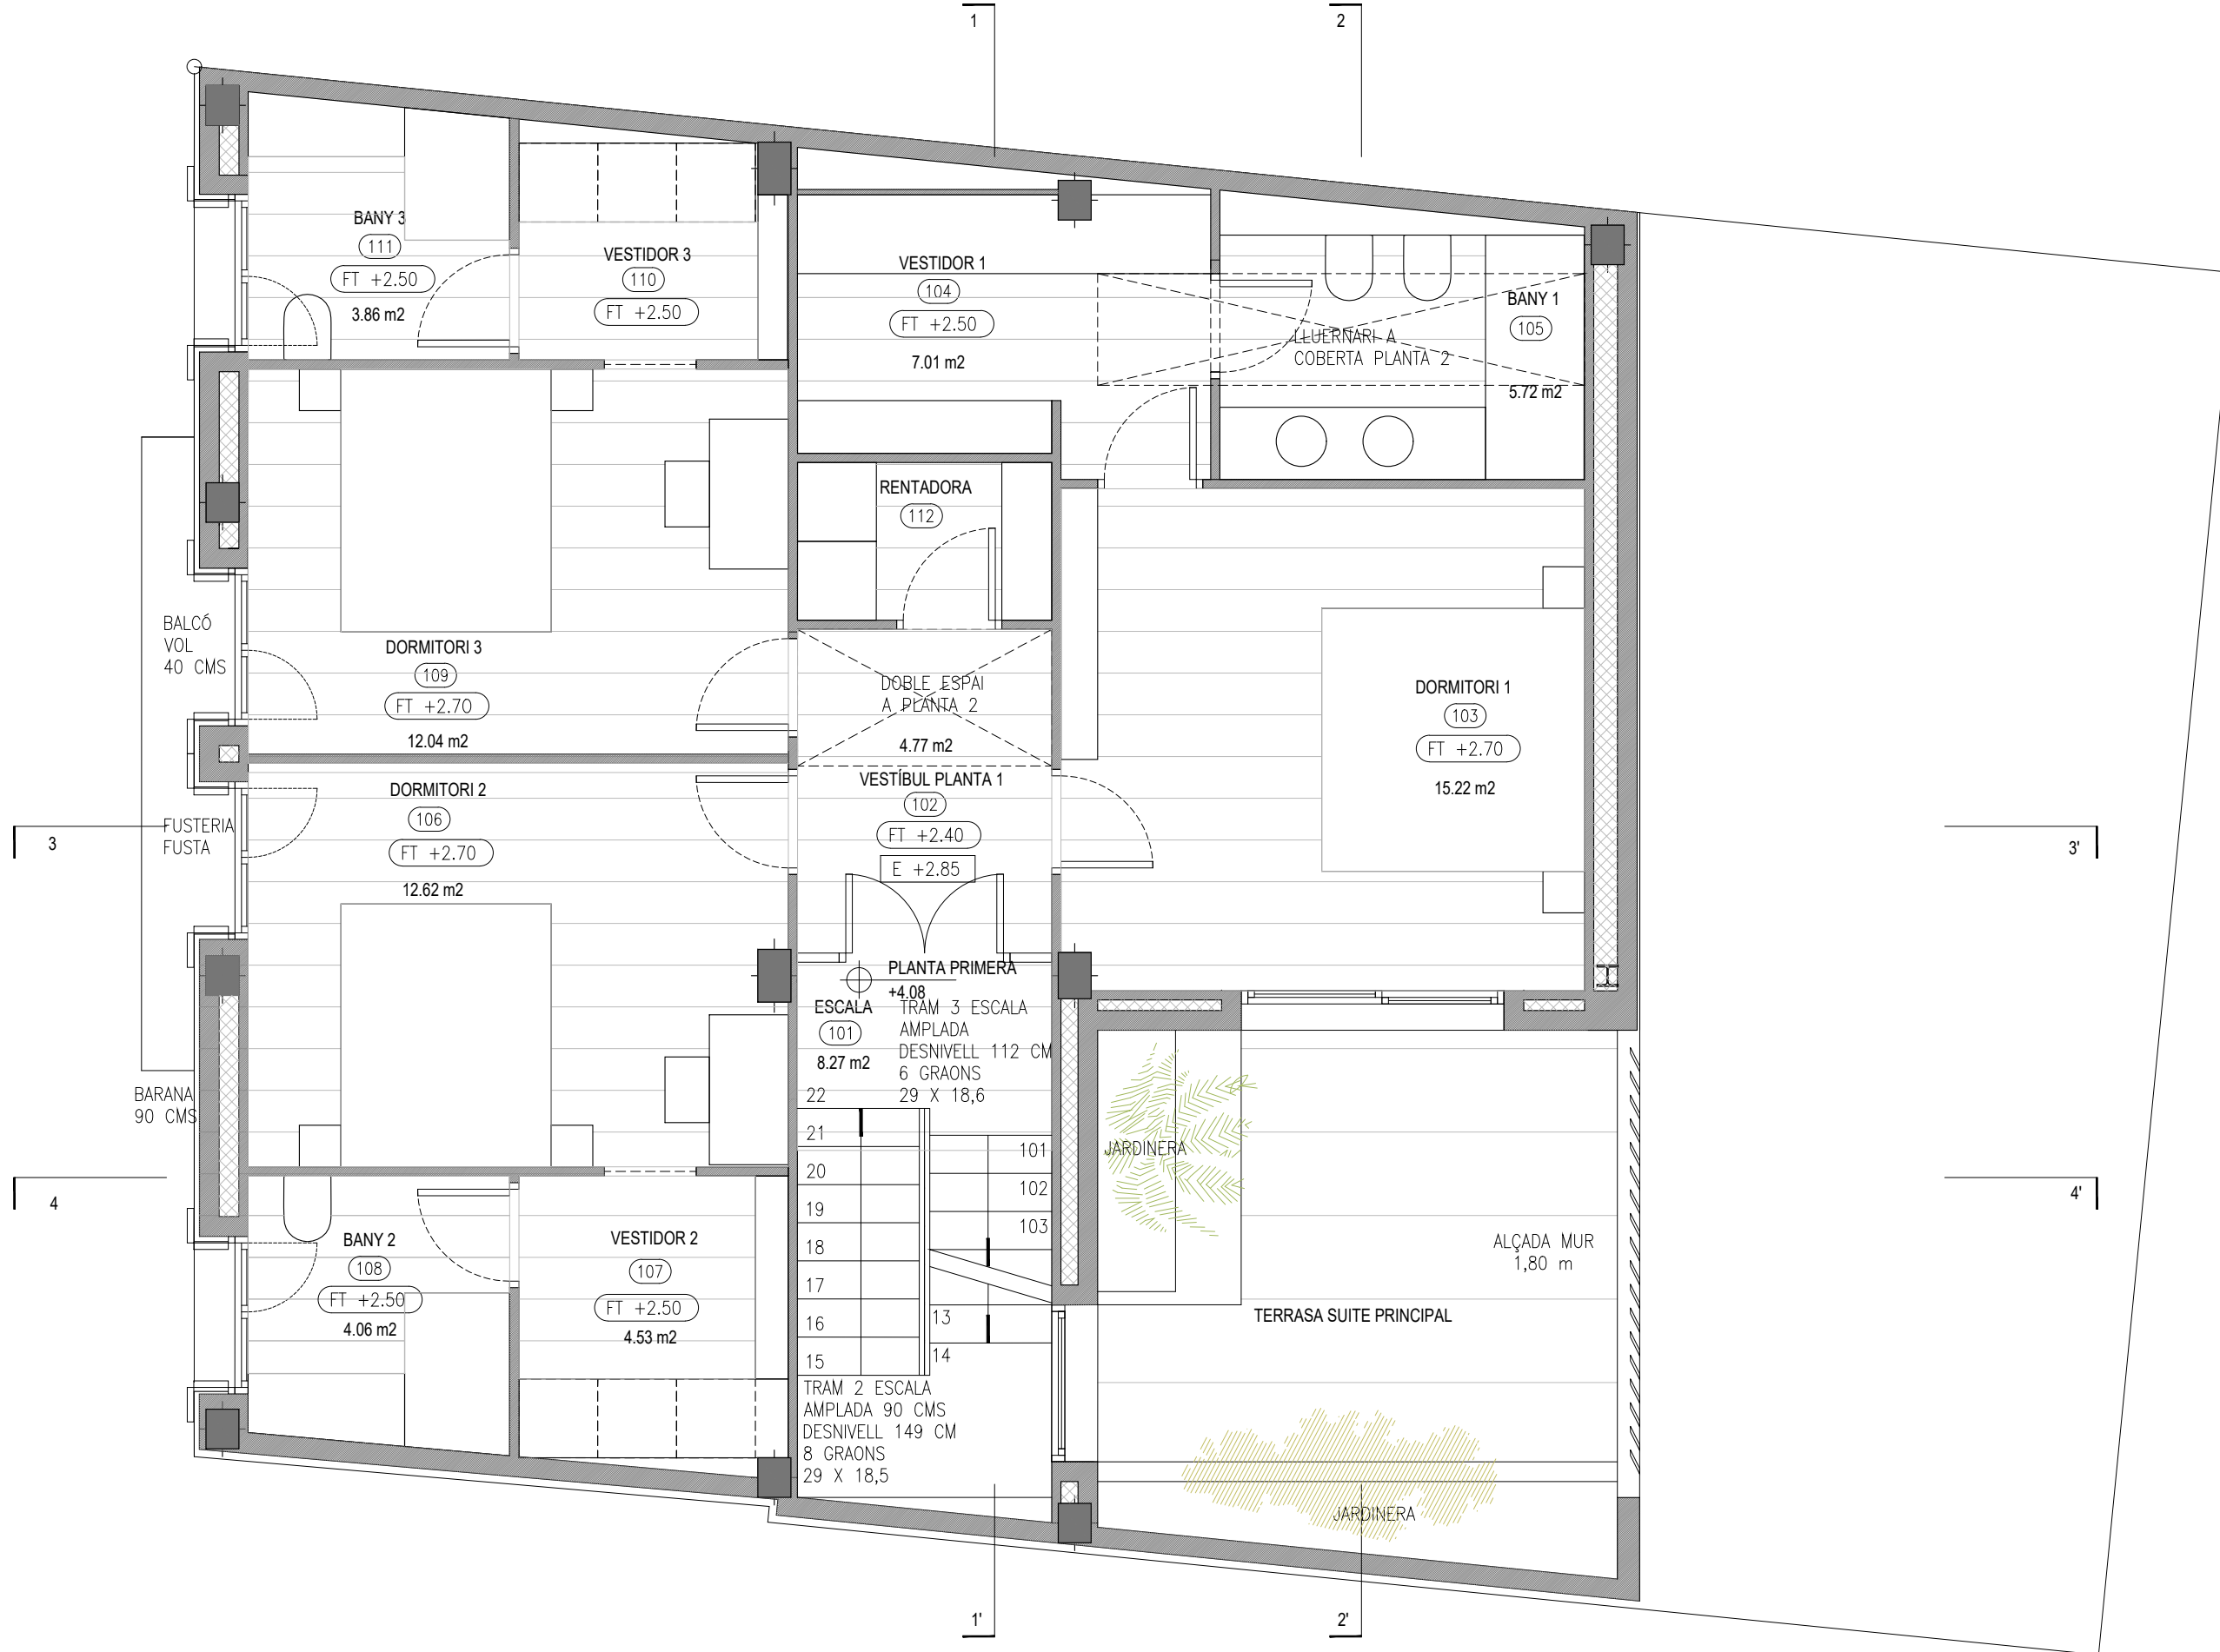 1
2
BANY 3
111
FT +2.50
3.86 m2
VESTIDOR 3
110
FT +2.50
VESTIDOR 1
104
FT +2.50
7.01 m2
BANY 1
105
LLUERNARI A
COBERTA PLANTA 2
5.72 m2
RENTADORA
112
BALCÓ
VOL
40 CMS
DORMITORI 3
109
FT +2.70
12.04 m2
DOBLE ESPAI
A PLANTA 2
4.77 m2
VESTÍBUL PLANTA 1
102
FT +2.40
E +2.85
DORMITORI 1
103
FT +2.70
15.22 m2
DORMITORI 2
106
FT +2.70
12.62 m2
FUSTERIA
FUSTA
3
3'
PLANTA PRIMERA
+4.08
ESCALA
101
8.27 m2
TRAM 3 ESCALA
AMPLADA
DESNIVELL 112 CM
6 GRAONS
29 X 18,6
BARANA
90 CMS
22
21
20
19
18
17
16
15
101
102
103
13
14
JARDINERA
4
4'
ALÇADA MUR
1,80 m
TERRASA SUITE PRINCIPAL
BANY 2
108
FT +2.50
4.06 m2
VESTIDOR 2
107
FT +2.50
4.53 m2
TRAM 2 ESCALA
AMPLADA 90 CMS
DESNIVELL 149 CM
8 GRAONS
29 X 18,5
JARDINERA
1'
2'